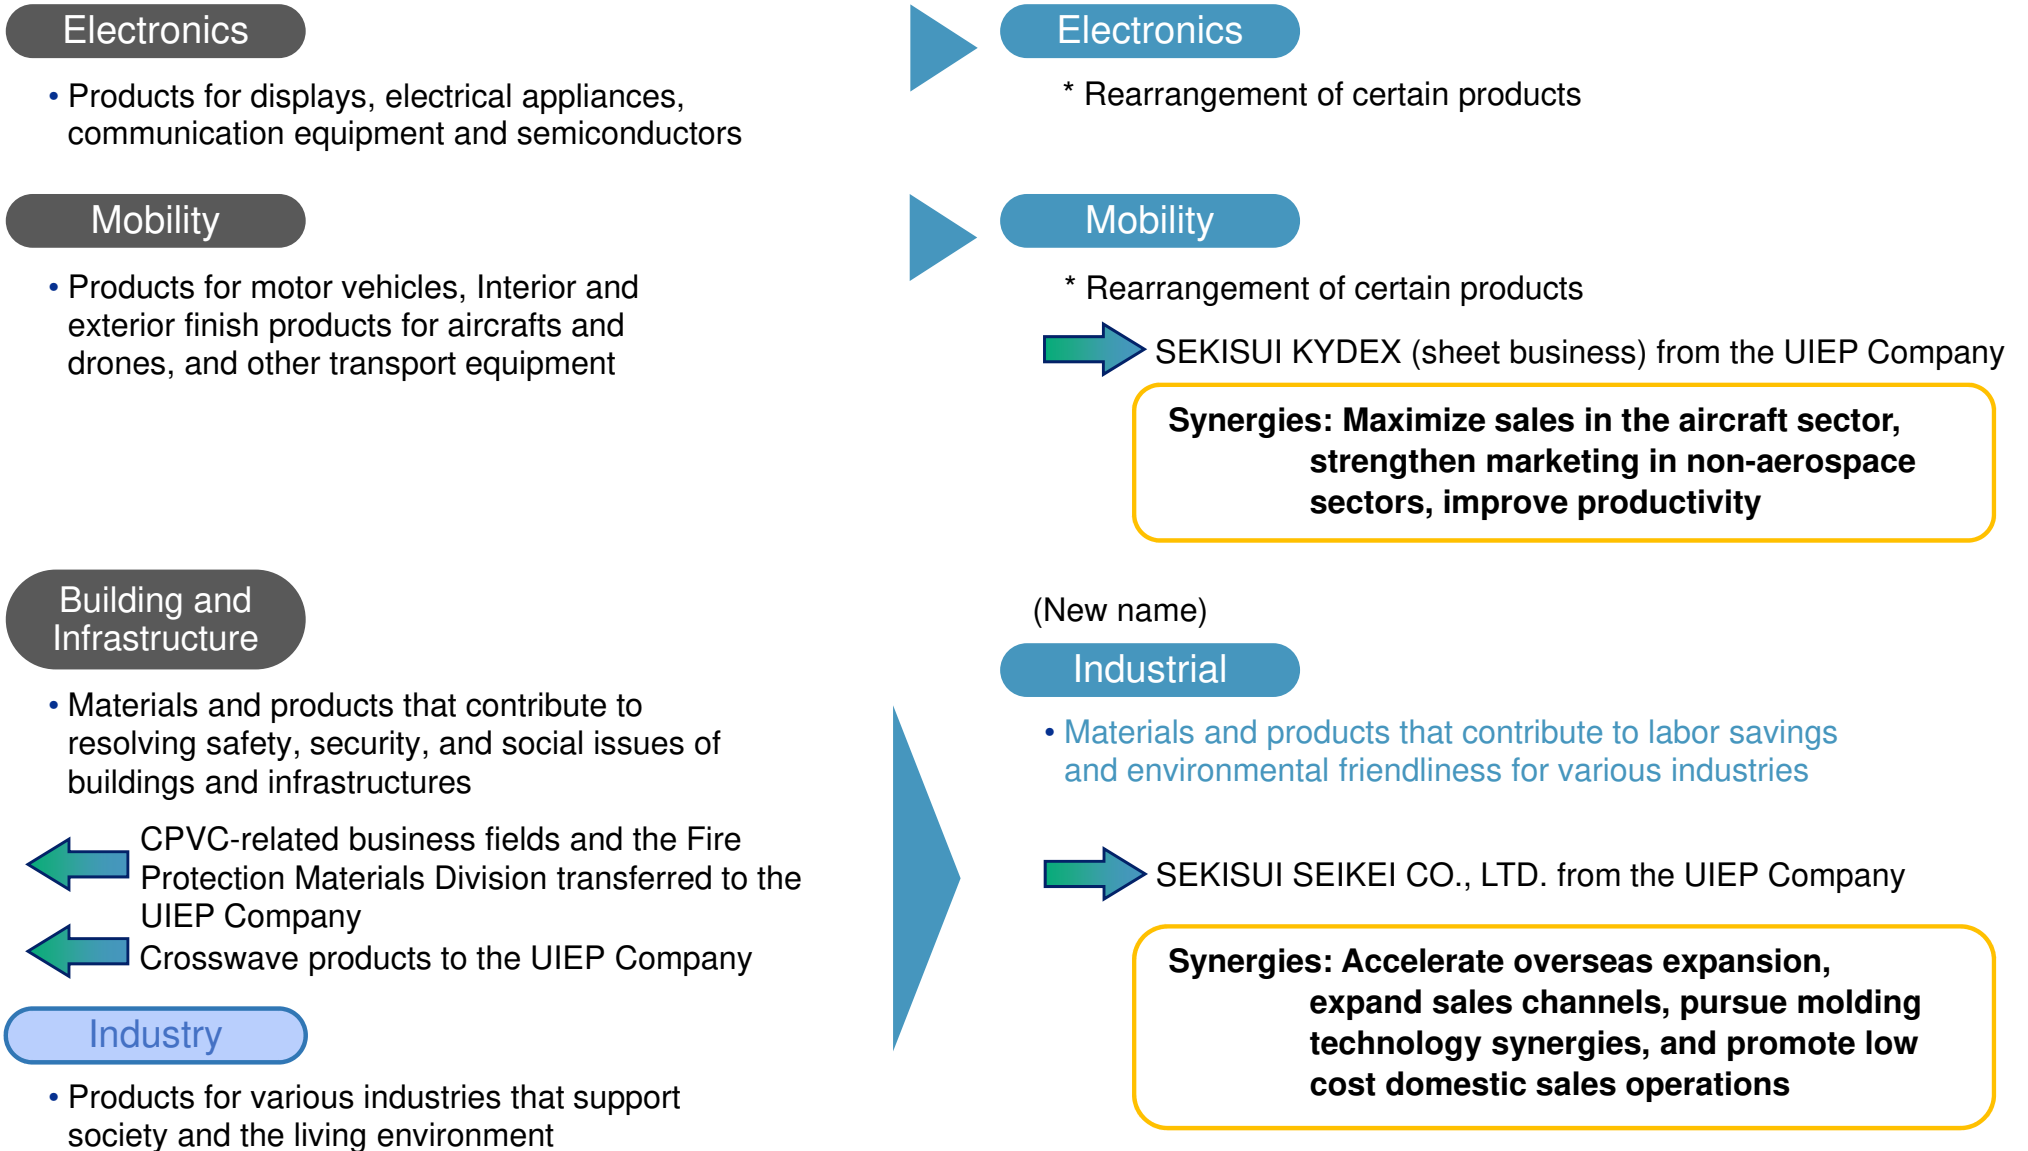 Electronics
• Products for displays, electrical appliances,
communication equipment and semiconductors
Electronics
* Rearrangement of certain products
Mobility
• Products for motor vehicles, Interior and
exterior finish products for aircrafts and
drones, and other transport equipment
Mobility
* Rearrangement of certain products
SEKISUI KYDEX (sheet business) from the UIEP Company
Synergies: Maximize sales in the aircraft sector,
strengthen marketing in non-aerospace
sectors, improve productivity
Building and
Infrastructure
• Materials and products that contribute to
resolving safety, security, and social issues of
buildings and infrastructures
CPVC-related business fields and the Fire
Protection Materials Division transferred to the
UIEP Company
Crosswave products to the UIEP Company
Industry
• Products for various industries that support
society and the living environment
(New name)
Industrial
• Materials and products that contribute to labor savings
and environmental friendliness for various industries
SEKISUI SEIKEI CO., LTD. from the UIEP Company
Synergies: Accelerate overseas expansion,
expand sales channels, pursue molding
technology synergies, and promote low
cost domestic sales operations